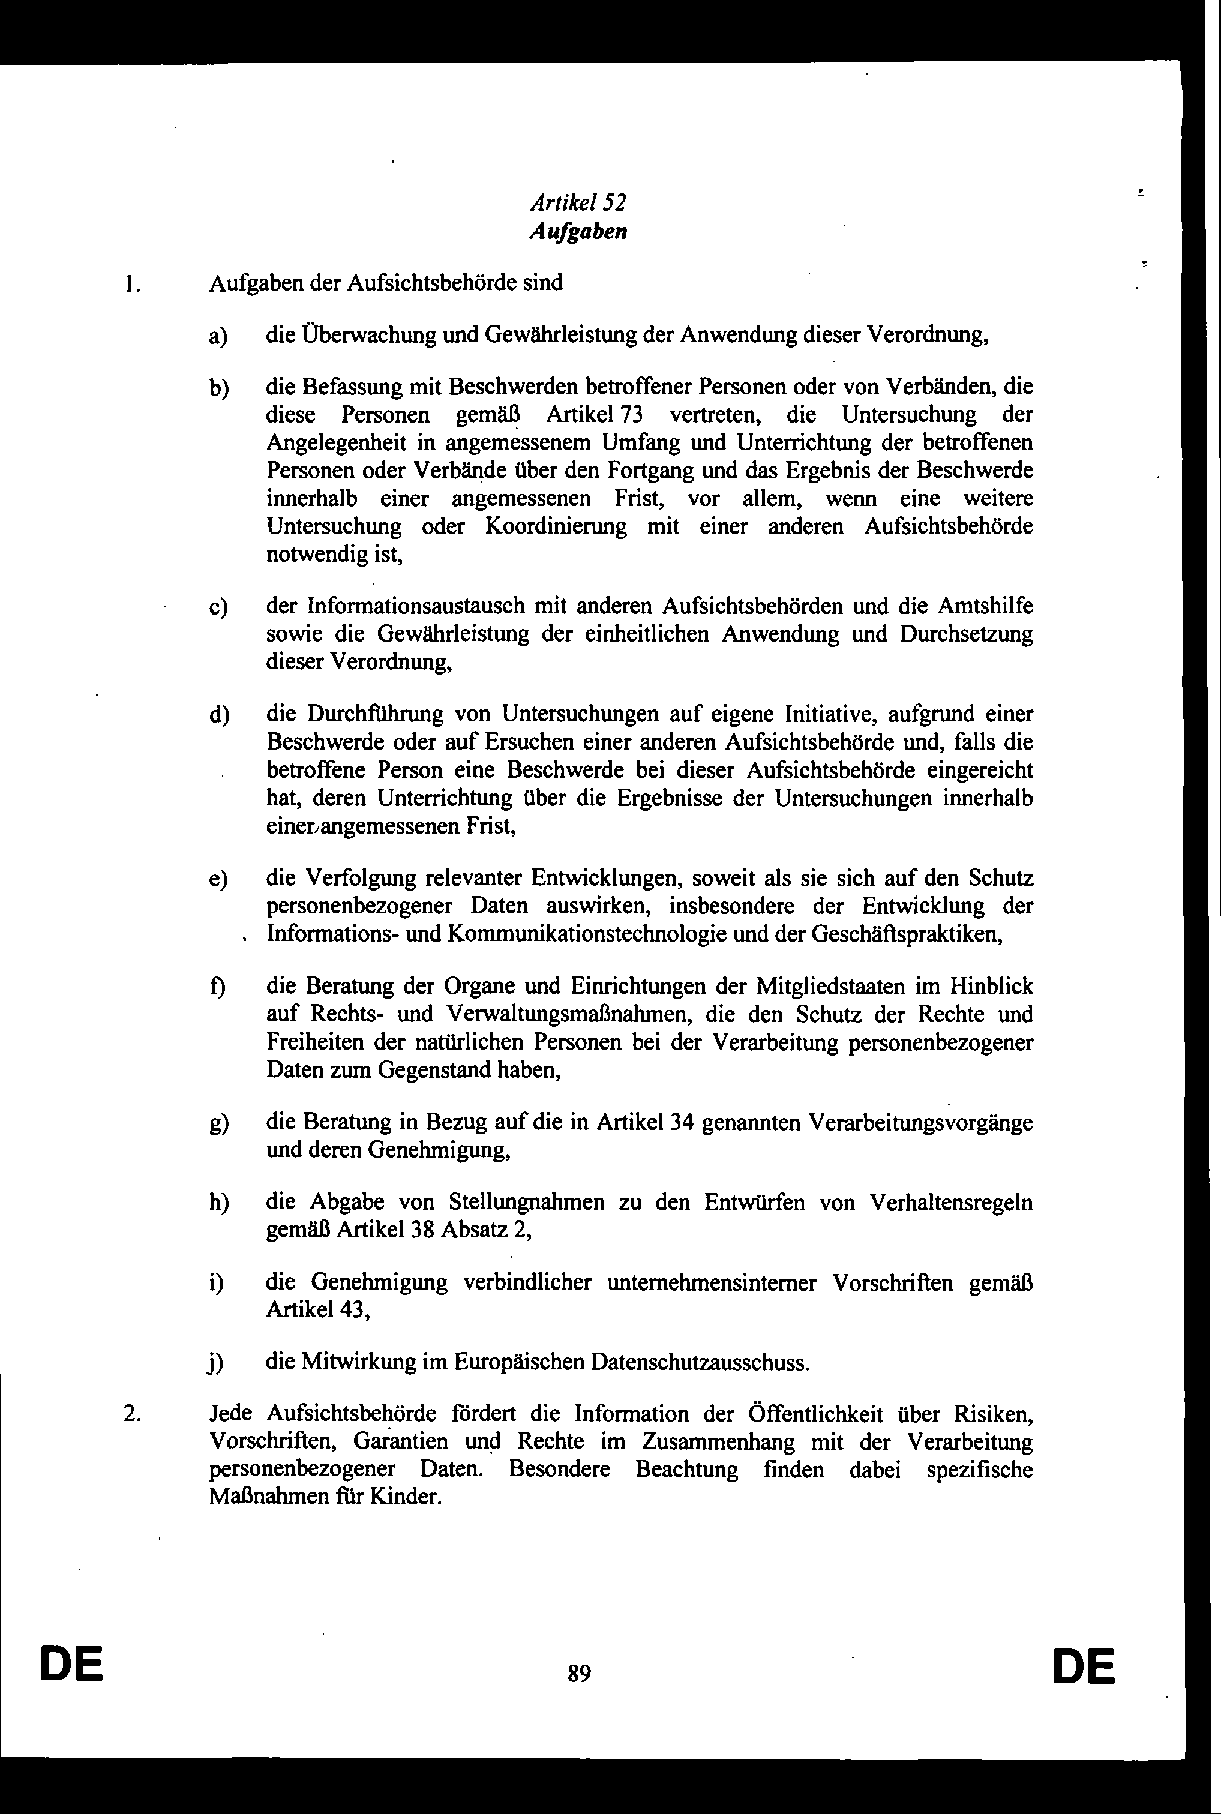 Artikel 52
Aufgaben
1. Aufgaben der Aufsichtsbehörde sind
a) die Überwachung und Gewährleistung der Anwendung dieser Verordnung,
b) die Befassung mit Beschwerden betroffener Personen oder von Verbänden, die
diese Personen gemäß Artikel 73 vertreten, die Untersuchung der
Angelegenheit in angemessenem Umfang und Unterrichtung der betroffenen
Personen oder Verbände über den Fortgang und das Ergebnis der Beschwerde
innerhalb einer angemessenen Frist, vor allem, wenn eine weitere
Untersuchung oder Koordinierung mit einer anderen Aufsichtsbehörde
notwendig ist,
c) der Informationsaustausch mit anderen Aufsichtsbehörden und die Amtshilfe
sowie die Gewährleistung der einheitlichen Anwendung und Durchsetzung
dieser Verordnung,
d) die Durchführung von Untersuchungen auf eigene Initiative, aufgrund einer
Beschwerde oder auf Ersuchen einer anderen Aufsichtsbehörde und, falls die
betroffene Person eine Beschwerde bei dieser Aufsichtsbehörde eingereicht
hat, deren Unterrichtung über die Ergebnisse der Untersuchungen innerhalb
einer angemessenen Frist,
e) die Verfolgung relevanter Entwicklungen, soweit als sie sich auf den Schutz
personenbezogener Daten auswirken, insbesondere der Entwicklung der
Informations- und Kommunikationstechnologie und der Geschäftspraktiken,
f) die Beratung der Organe und Einrichtungen der Mitgliedstaaten im Hinblick
auf Rechts- und Verwaltungsmaßnahmen, die den Schutz der Rechte und
Freiheiten der natürlichen Personen bei der Verarbeitung personenbezogener
Daten zum Gegenstand haben,
g) die Beratung in Bezug auf die in Artikel 34 genannten Verarbeitungsvorgänge
und deren Genehmigung,
h) die Abgabe von Stellungnahmen zu den Entwürfen von Verhaltensregeln
gemäß Artikel 38 Absatz 2,
i) die Genehmigung verbindlicher unternehmensinterner Vorschriften gemäß
Artikel 43,
j) die Mitwirkung im Europäischen Datenschutzausschuss.
2. Jede Aufsichtsbehörde fördert die Information der Öffentlichkeit über Risiken,
Vorschriften, Garantien und Rechte im Zusammenhang mit der Verarbeitung
personenbezogener Daten. Besondere Beachtung finden dabei spezifische
Maßnahmen für Kinder.
DE 89 DE